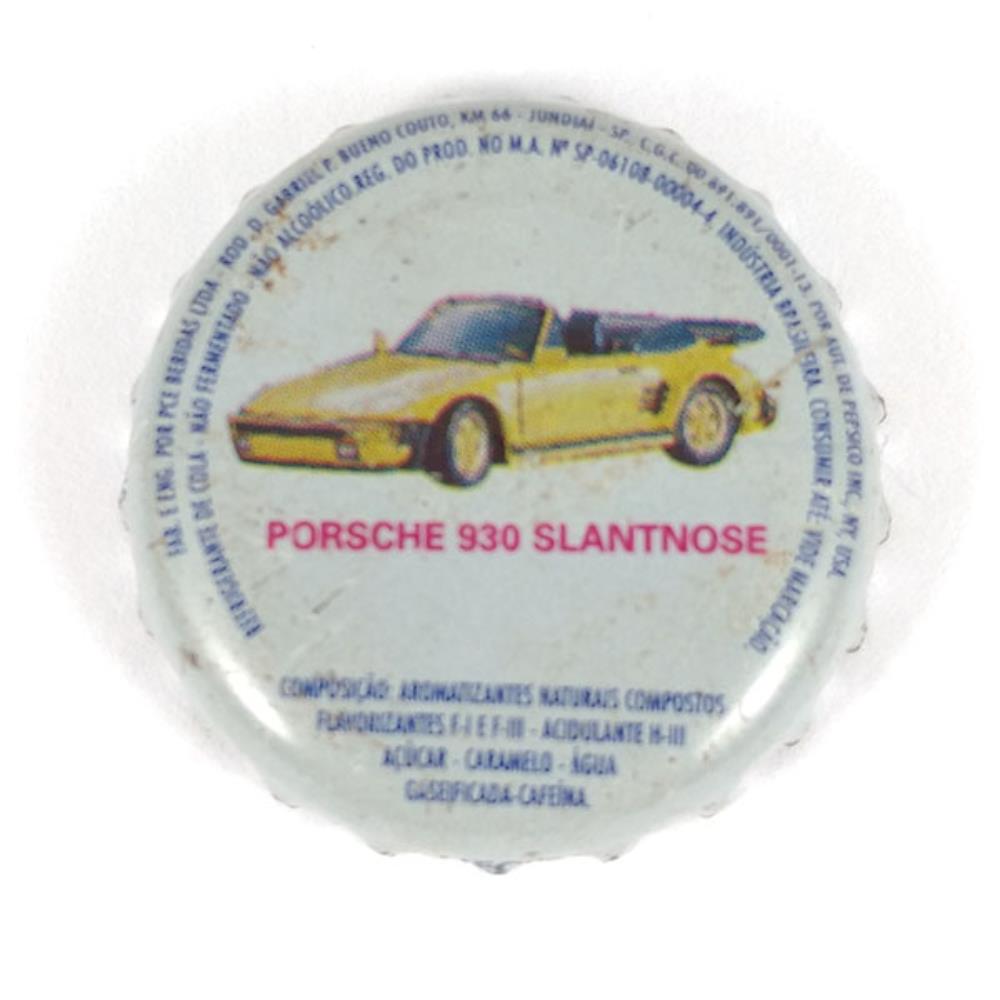 FAB. E ENG. POR PCE BEBIDAS LTDA - ROD. D. GABRIEL P. BUENO COUTO, KM 66 - JUNDIAÍ - SP. C.G.C. 00.691.891/0001-13. POR AUT. DE PEPSICO INC., NY, USA.
REFRIGERANTE DE COLA - NÃO FERMENTADO - NÃO ALCOÓLICO. REG. DO PROD. NO M.A. Nº SP-06108-00004-4. INDÚSTRIA BRASILEIRA. CONSUMIR ATÉ, VIDE MARCAÇÃO.
PORSCHE 930 SLANTNOSE
COMPOSIÇÃO: AROMATIZANTES NATURAIS COMPOSTOS
FLAVORIZANTES F-I E F-III - ACIDULANTE H-III
AÇÚCAR - CARAMELO - ÁGUA
GASEIFICADA-CAFEÍNA.